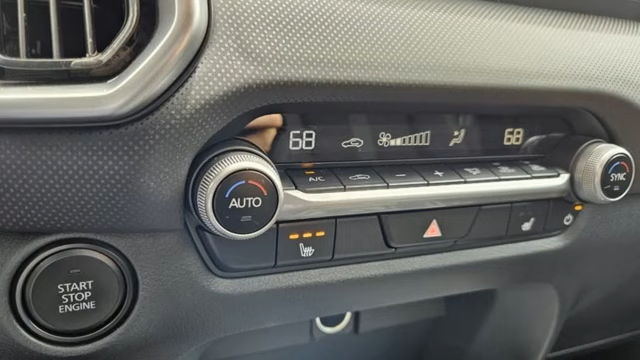 68 68
A/C
AUTO
SYNC
START
STOP
ENGINE